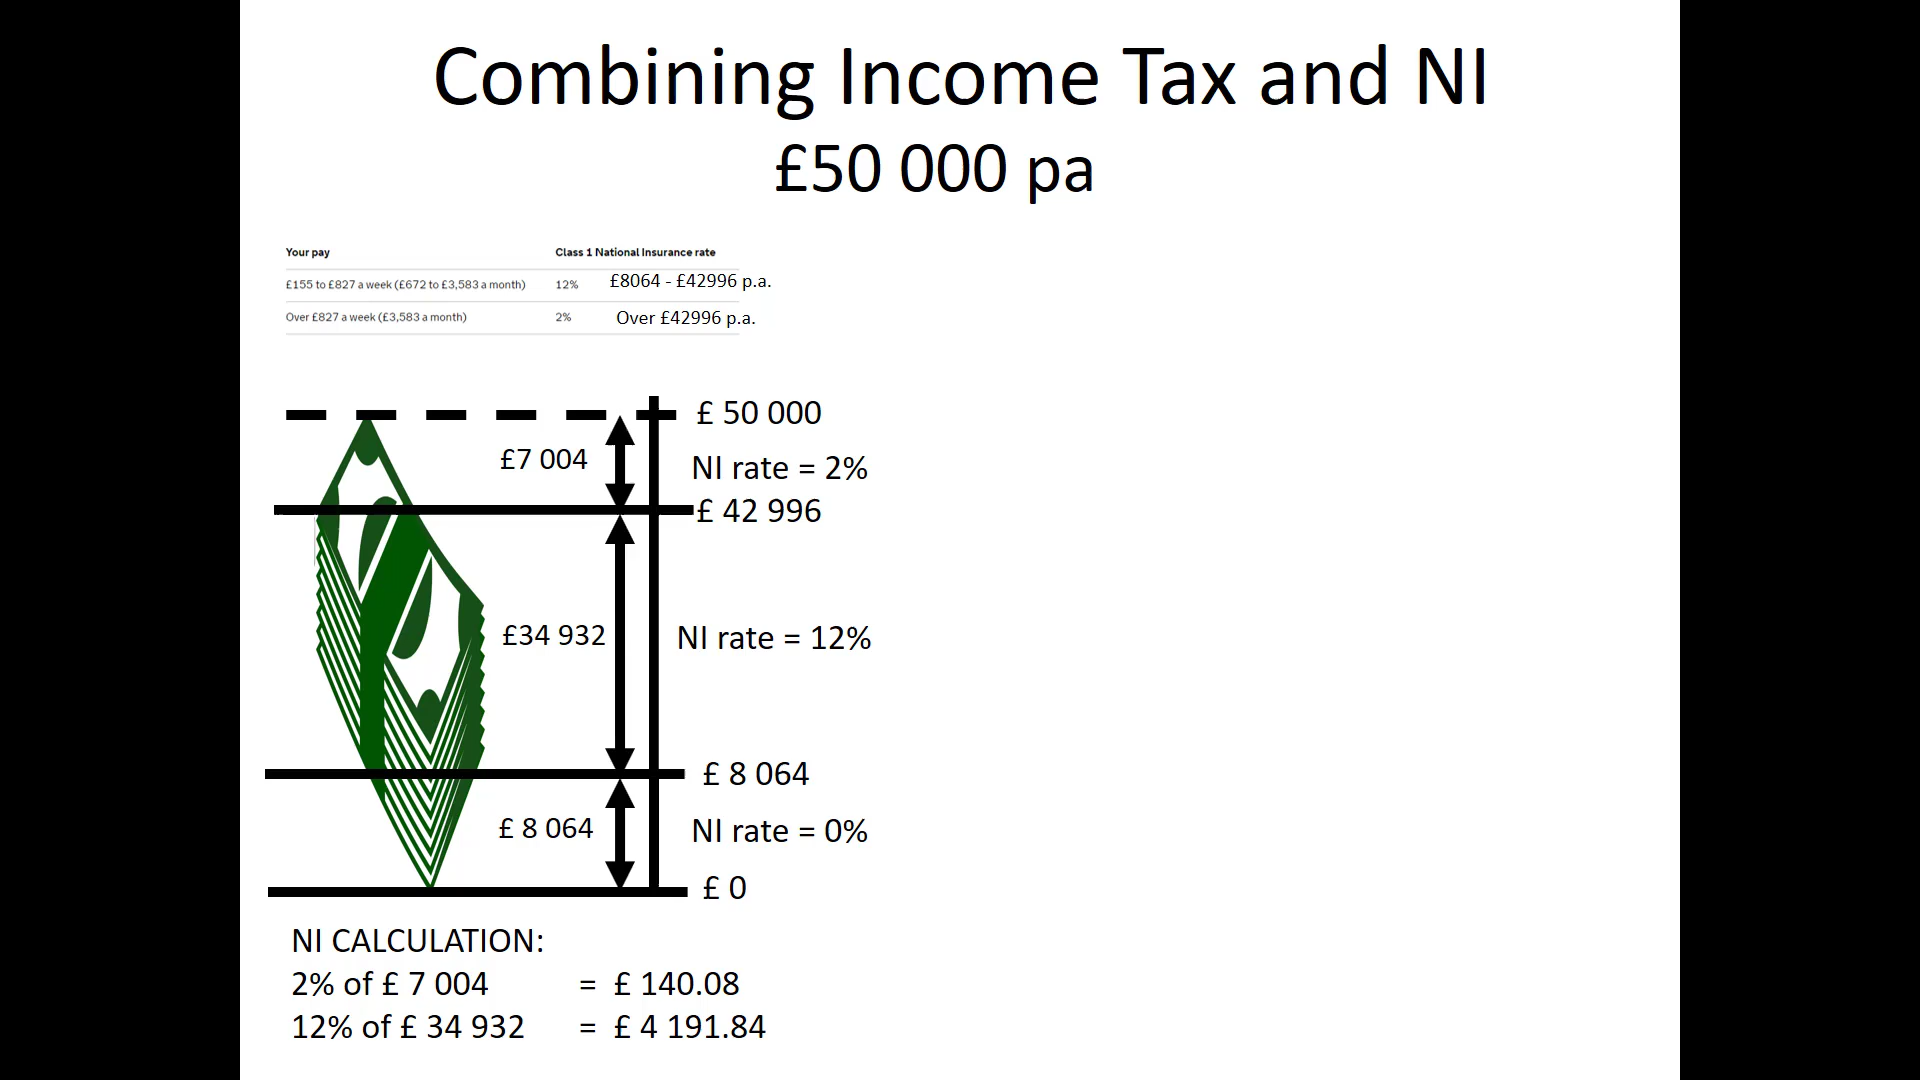 Combining Income Tax and NI
£50 000 pa
Your pay Class 1 National Insurance rate
£155 to £827 a week (£672 to £3,583 a month) 12% £8064 - £42996 p.a.
Over £827 a week (£3,583 a month) 2% Over £42996 p.a.
£ 50 000
£7 004 NI rate = 2%
£ 42 996
£34 932 NI rate = 12%
£ 8 064
£ 8 064 NI rate = 0%
£ 0
NI CALCULATION:
2% of £ 7 004 = £ 140.08
12% of £ 34 932 = £ 4 191.84